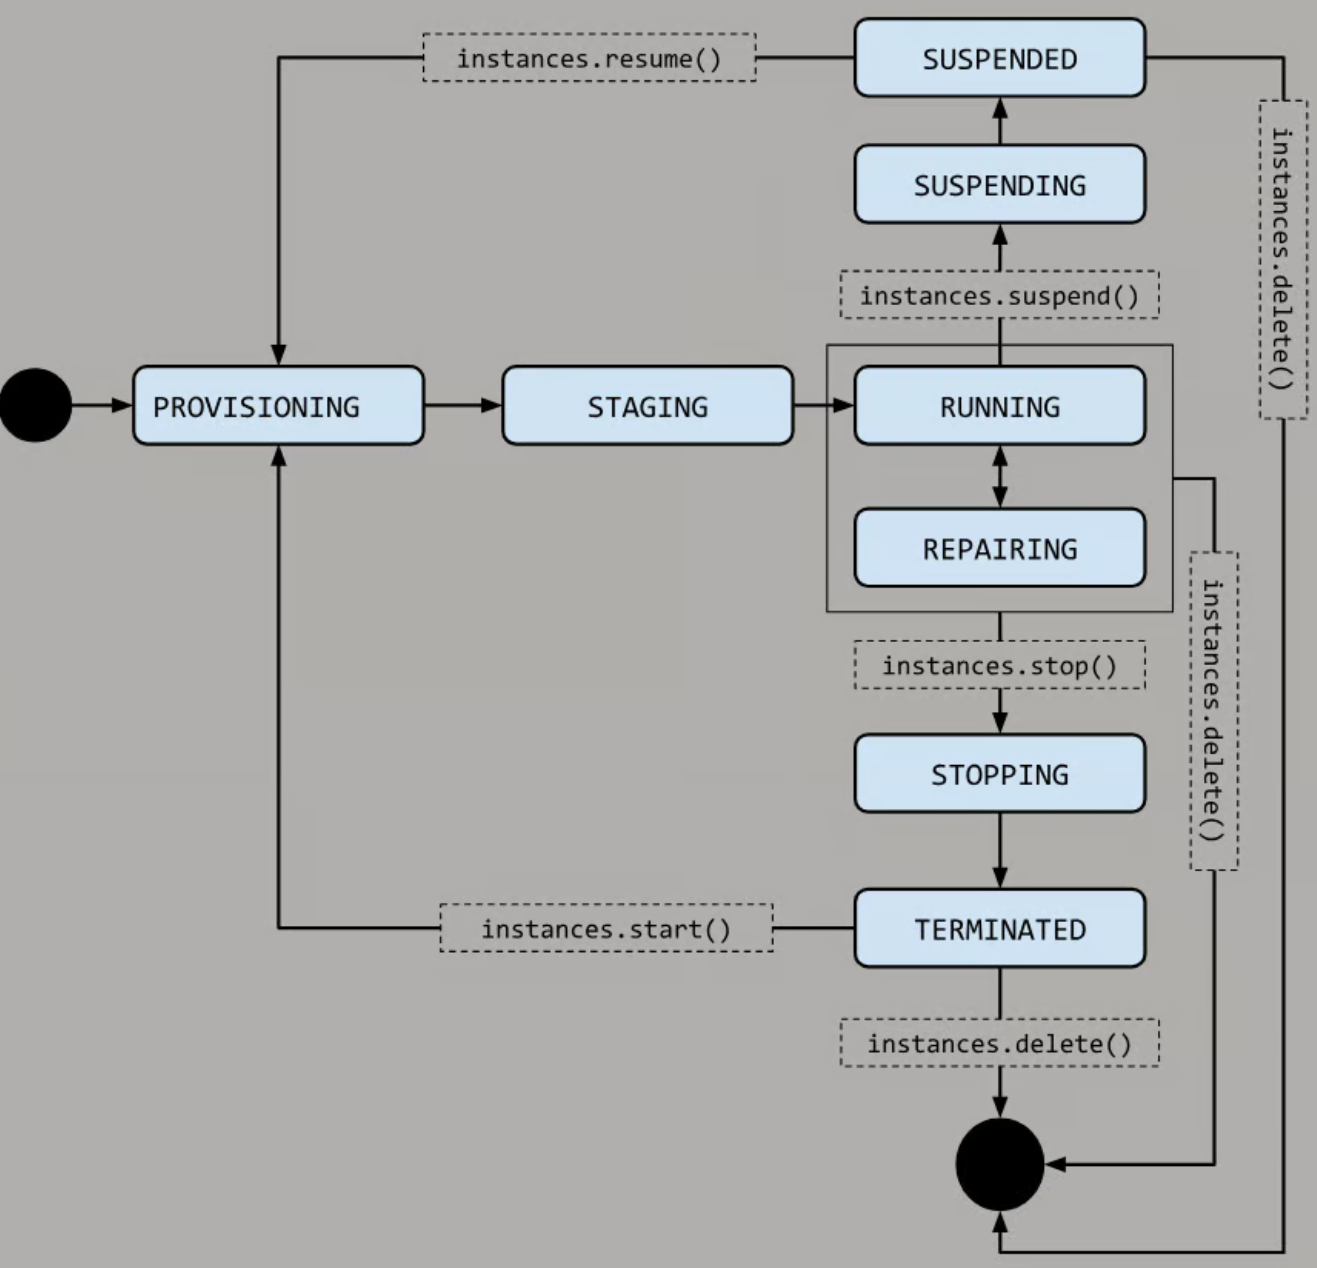 instances.resume()
SUSPENDED
instances.delete()
SUSPENDING
instances.suspend()
PROVISIONING
STAGING
RUNNING
REPAIRING
instances.delete()
instances.stop()
STOPPING
instances.start()
TERMINATED
instances.delete()